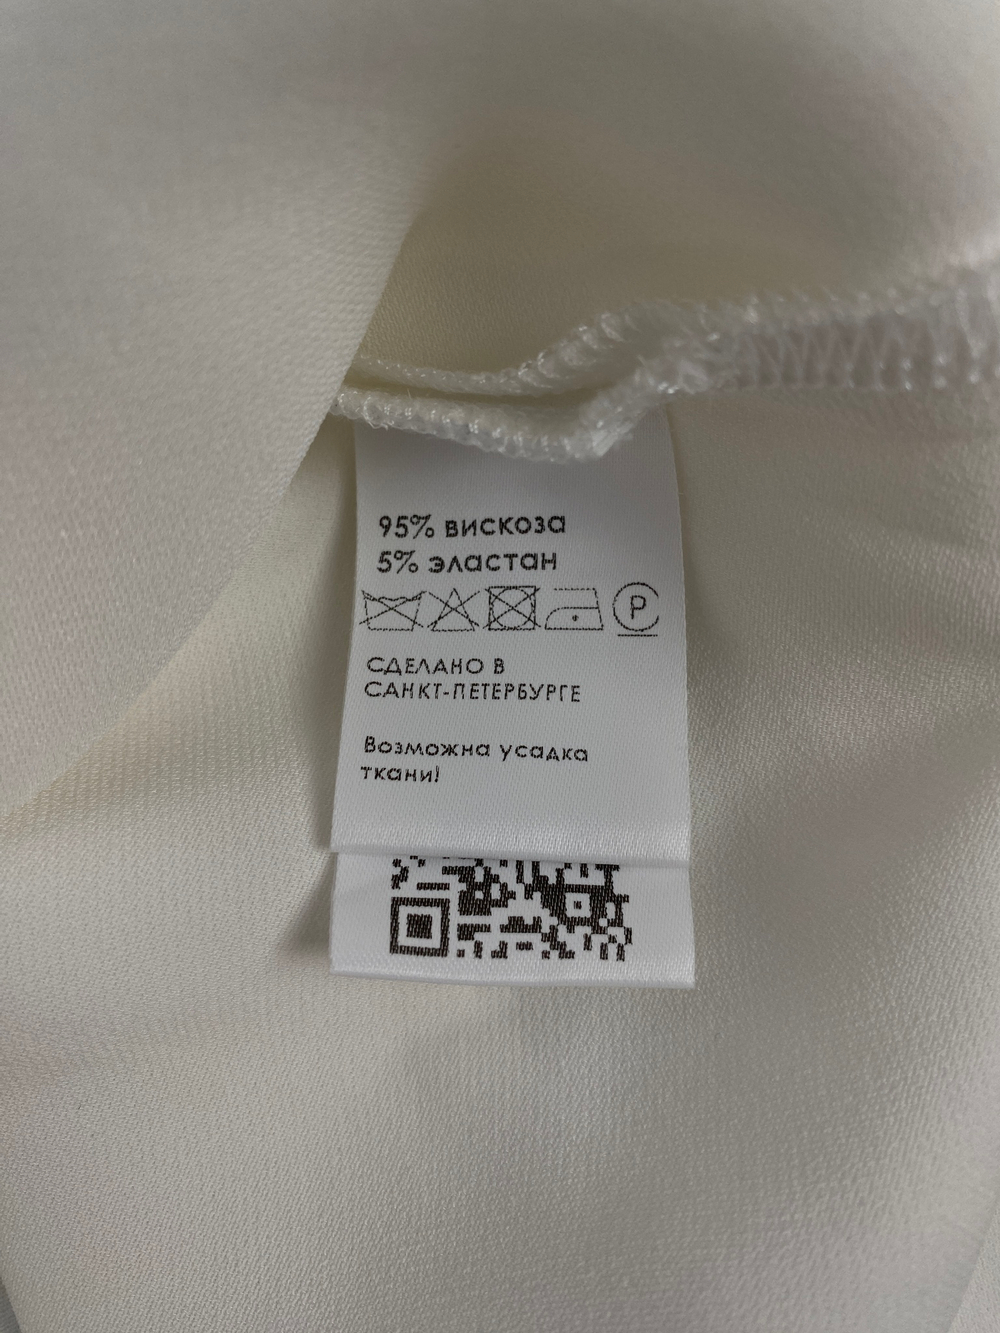 95% вискоза
5% эластан
P
СДЕЛАНО В
САНКТ-ПЕТЕРБУРГЕ
Возможна усадка
ткани!